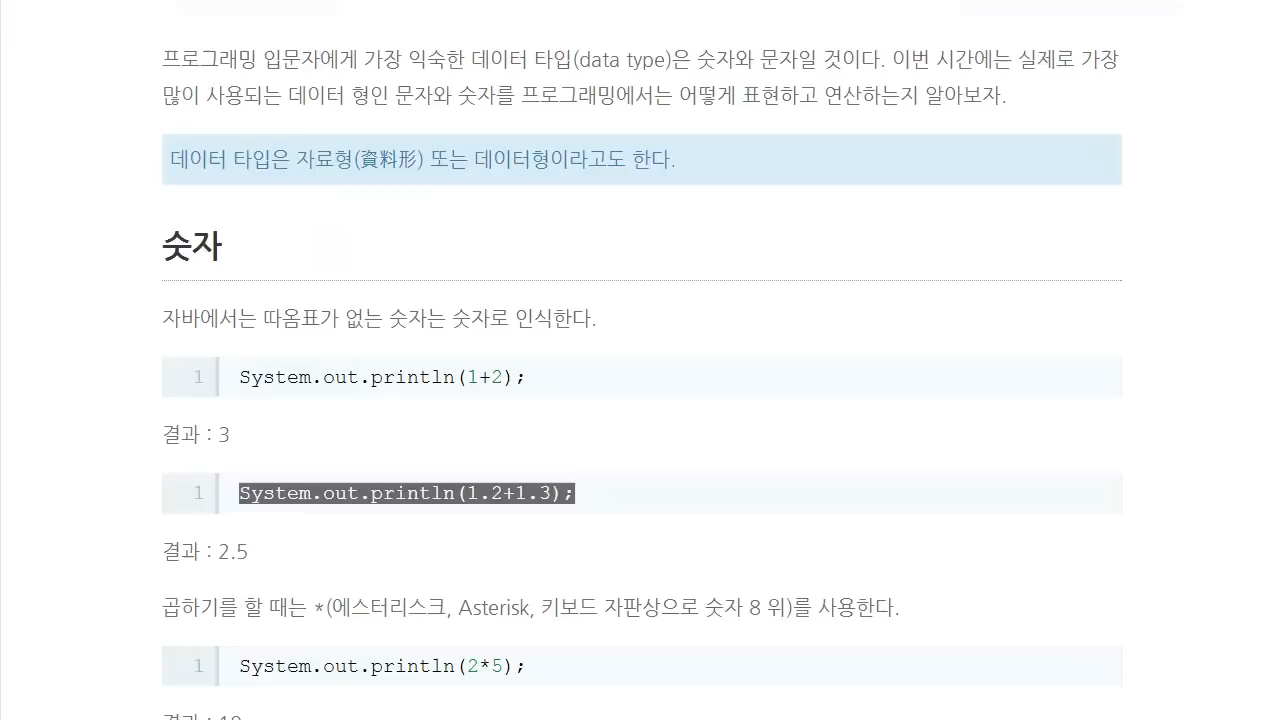 프로그래밍 입문자에게 가장 익숙한 데이터 타입(data type)은 숫자와 문자일 것이다. 이번 시간에는 실제로 가장
많이 사용되는 데이터 형인 문자와 숫자를 프로그래밍에서는 어떻게 표현하고 연산하는지 알아보자.
데이터 타입은 자료형(資料形) 또는 데이터형이라고도 한다.
숫자
자바에서는 따옴표가 없는 숫자는 숫자로 인식한다.
1 System.out.println(1+2);
결과 : 3
1 System.out.println(1.2+1.3);
결과 : 2.5
곱하기를 할 때는 *(에스터리스크, Asterisk, 키보드 자판상으로 숫자 8 위)를 사용한다.
1 System.out.println(2*5);
결과 : 10